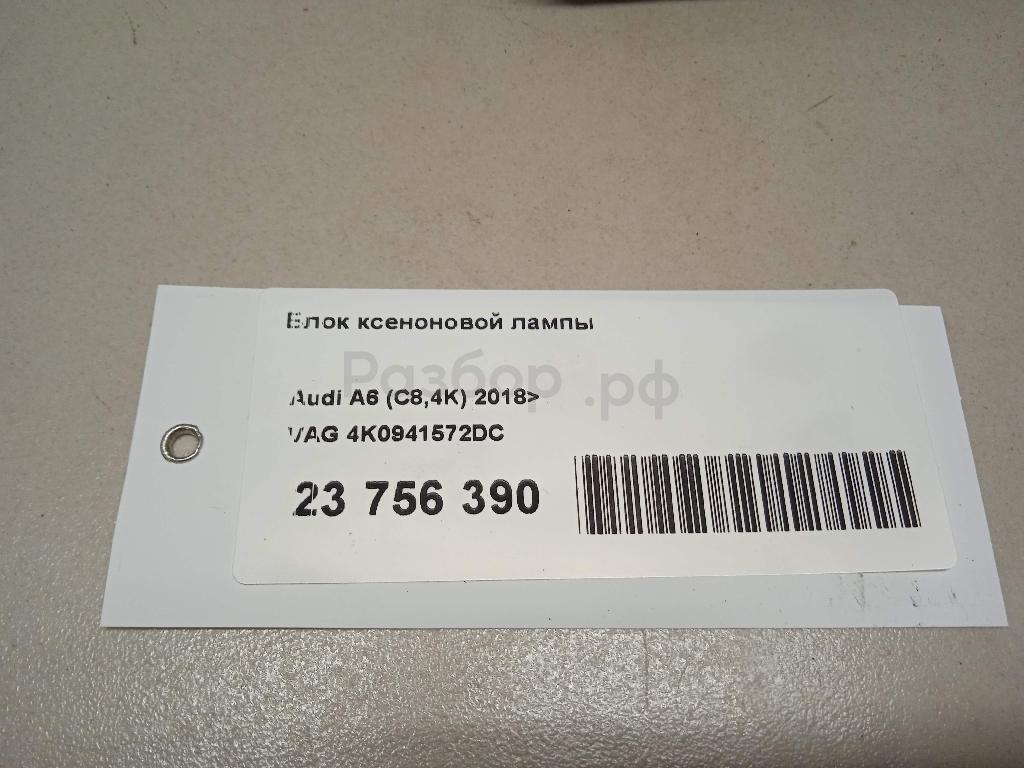 Блок ксеноновой лампы
Разбор.рф
Audi A6 (C8,4K) 2018>
VAG 4K0941572DC
23 756 390